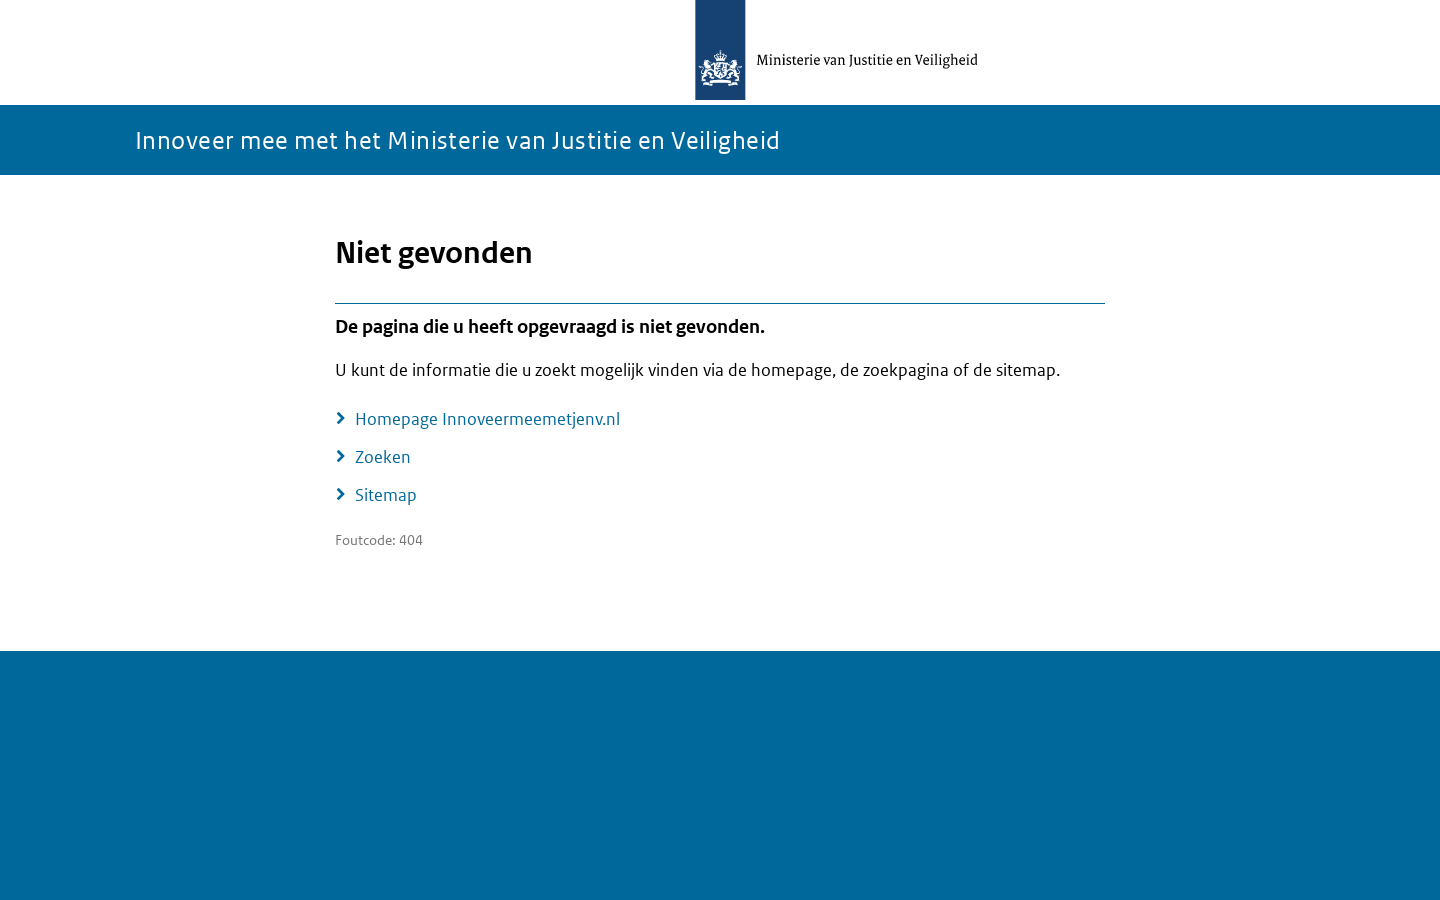 Ministerie van Justitie en Veiligheid
Innoveer mee met het Ministerie van Justitie en Veiligheid
Niet gevonden
De pagina die u heeft opgevraagd is niet gevonden.
U kunt de informatie die u zoekt mogelijk vinden via de homepage, de zoekpagina of de sitemap.
Homepage Innoveermeemetjenv.nl
Zoeken
Sitemap
Foutcode: 404